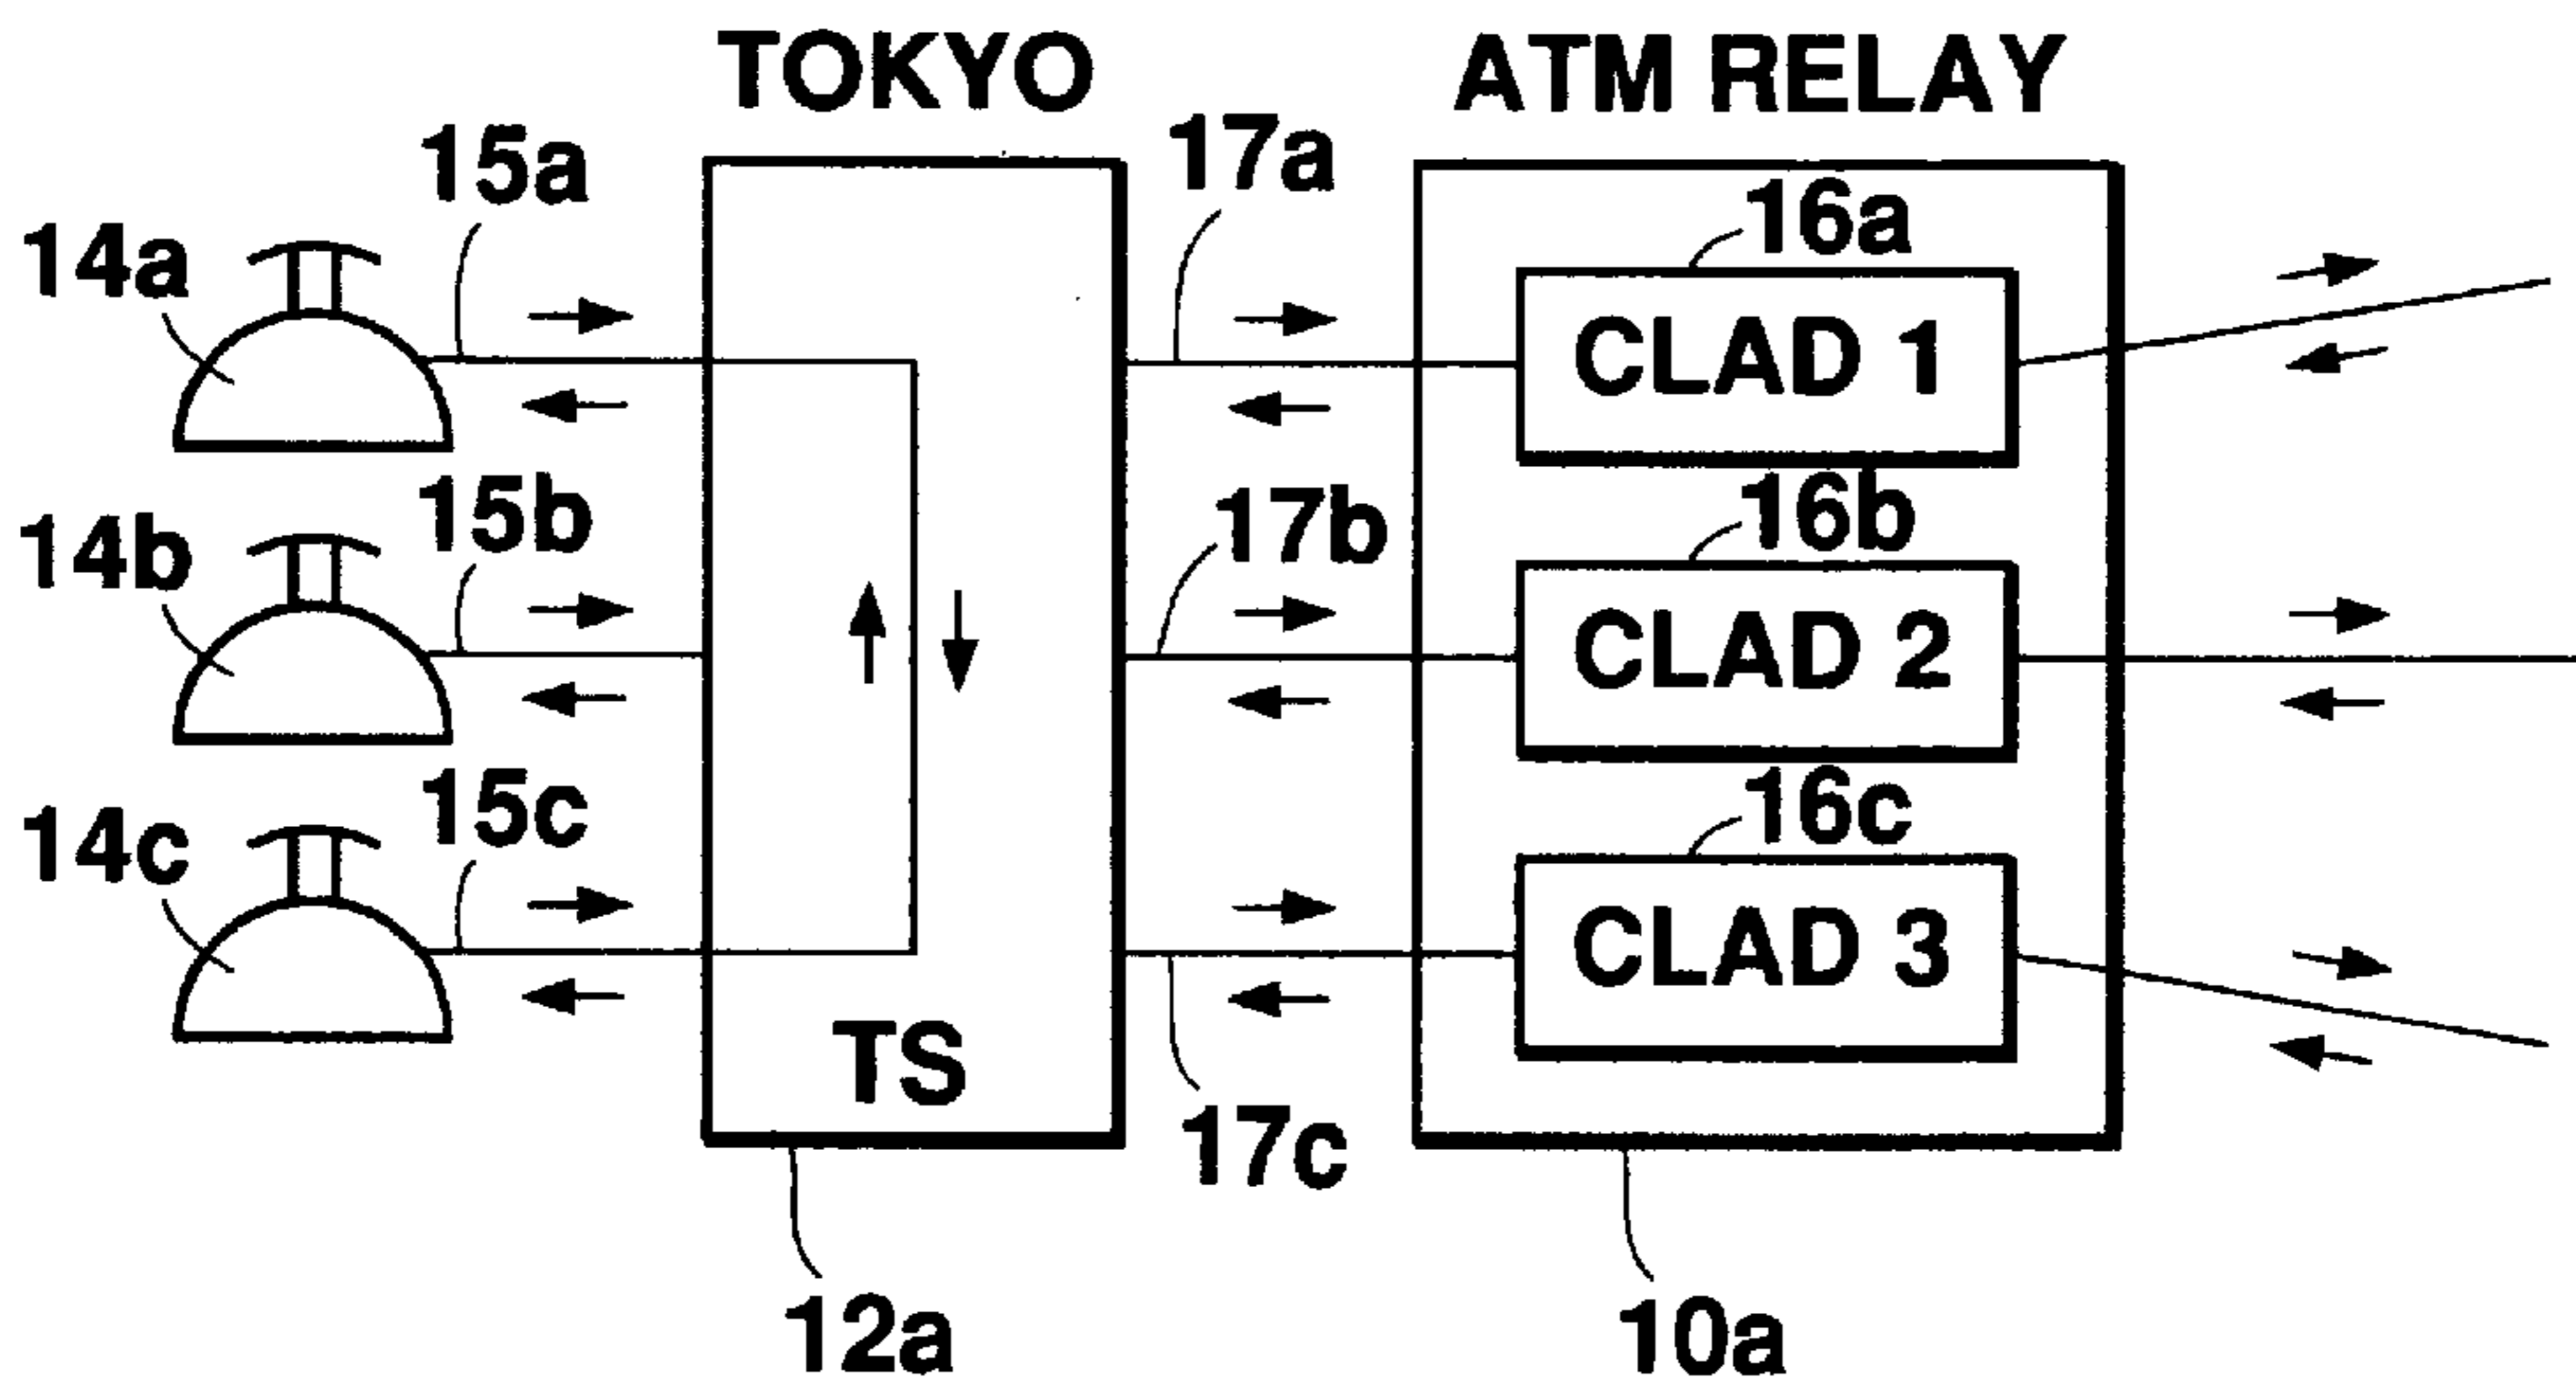 TOKYO
ATM RELAY
15a
17a
16a
14a
CLAD 1
15b
17b
16b
14b
CLAD 2
15c
16c
14c
CLAD 3
TS
17c
12a
10a